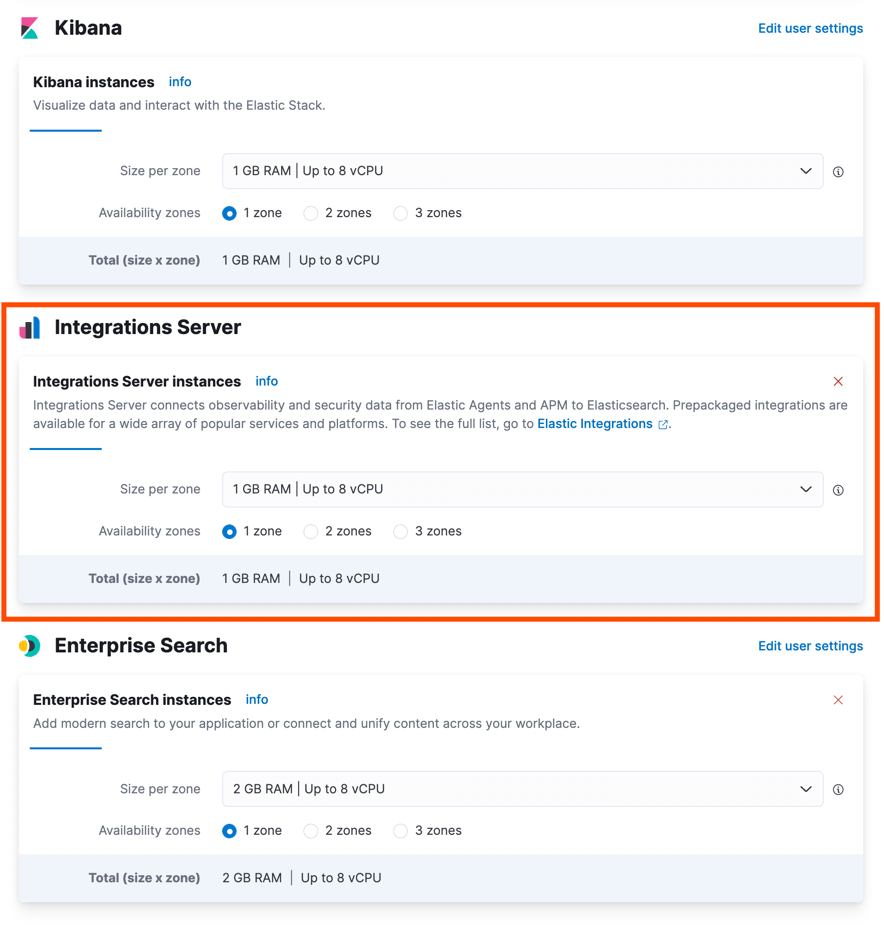 Kibana
Edit user settings
Kibana instances info
Visualize data and interact with the Elastic Stack.
Size per zone 1 GB RAM | Up to 8 vCPU
Availability zones 1 zone 2 zones 3 zones
Total (size x zone) 1 GB RAM | Up to 8 vCPU
Integrations Server
Integrations Server instances info
Integrations Server connects observability and security data from Elastic Agents and APM to Elasticsearch. Prepackaged integrations are
available for a wide array of popular services and platforms. To see the full list, go to Elastic Integrations.
Size per zone 1 GB RAM | Up to 8 vCPU
Availability zones 1 zone 2 zones 3 zones
Total (size x zone) 1 GB RAM | Up to 8 vCPU
Enterprise Search
Edit user settings
Enterprise Search instances info
Add modern search to your application or connect and unify content across your workplace.
Size per zone 2 GB RAM | Up to 8 vCPU
Availability zones 1 zone 2 zones 3 zones
Total (size x zone) 2 GB RAM | Up to 8 vCPU